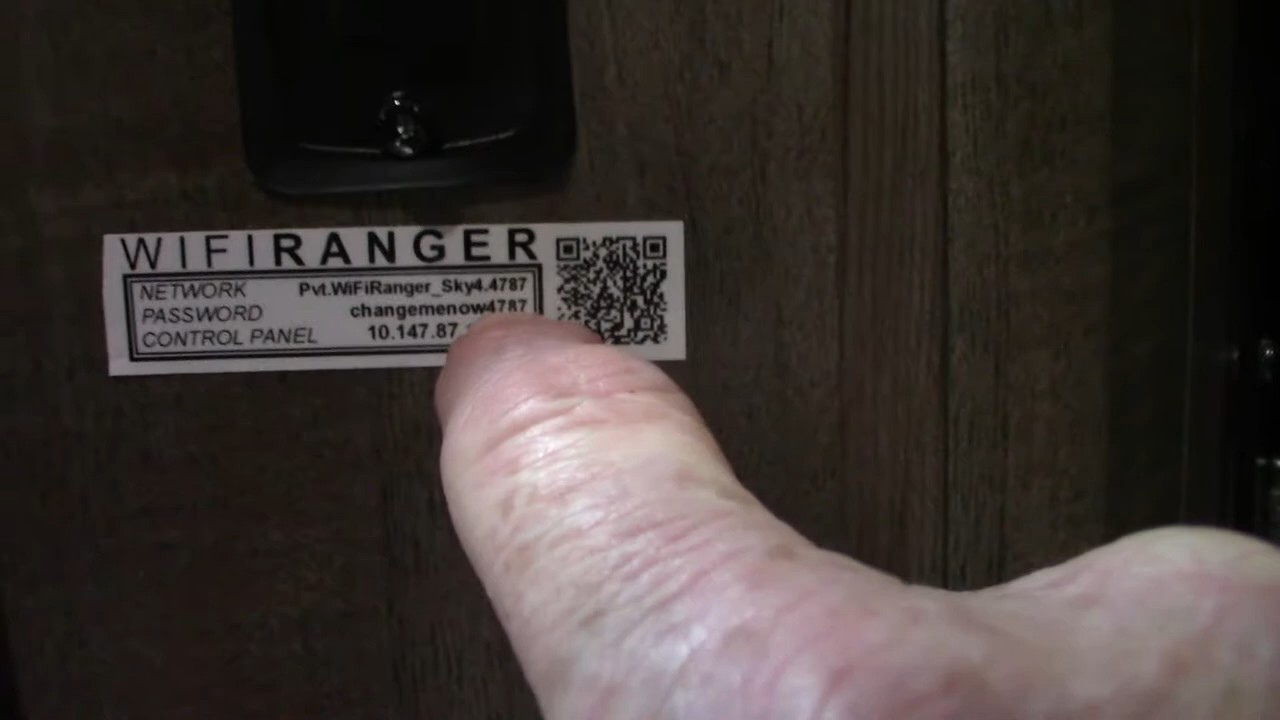 WIFIRANGER
NETWORK Pvt.WiFiRanger_Sky4.4787
PASSWORD changemenow4787
CONTROL PANEL 10.147.87